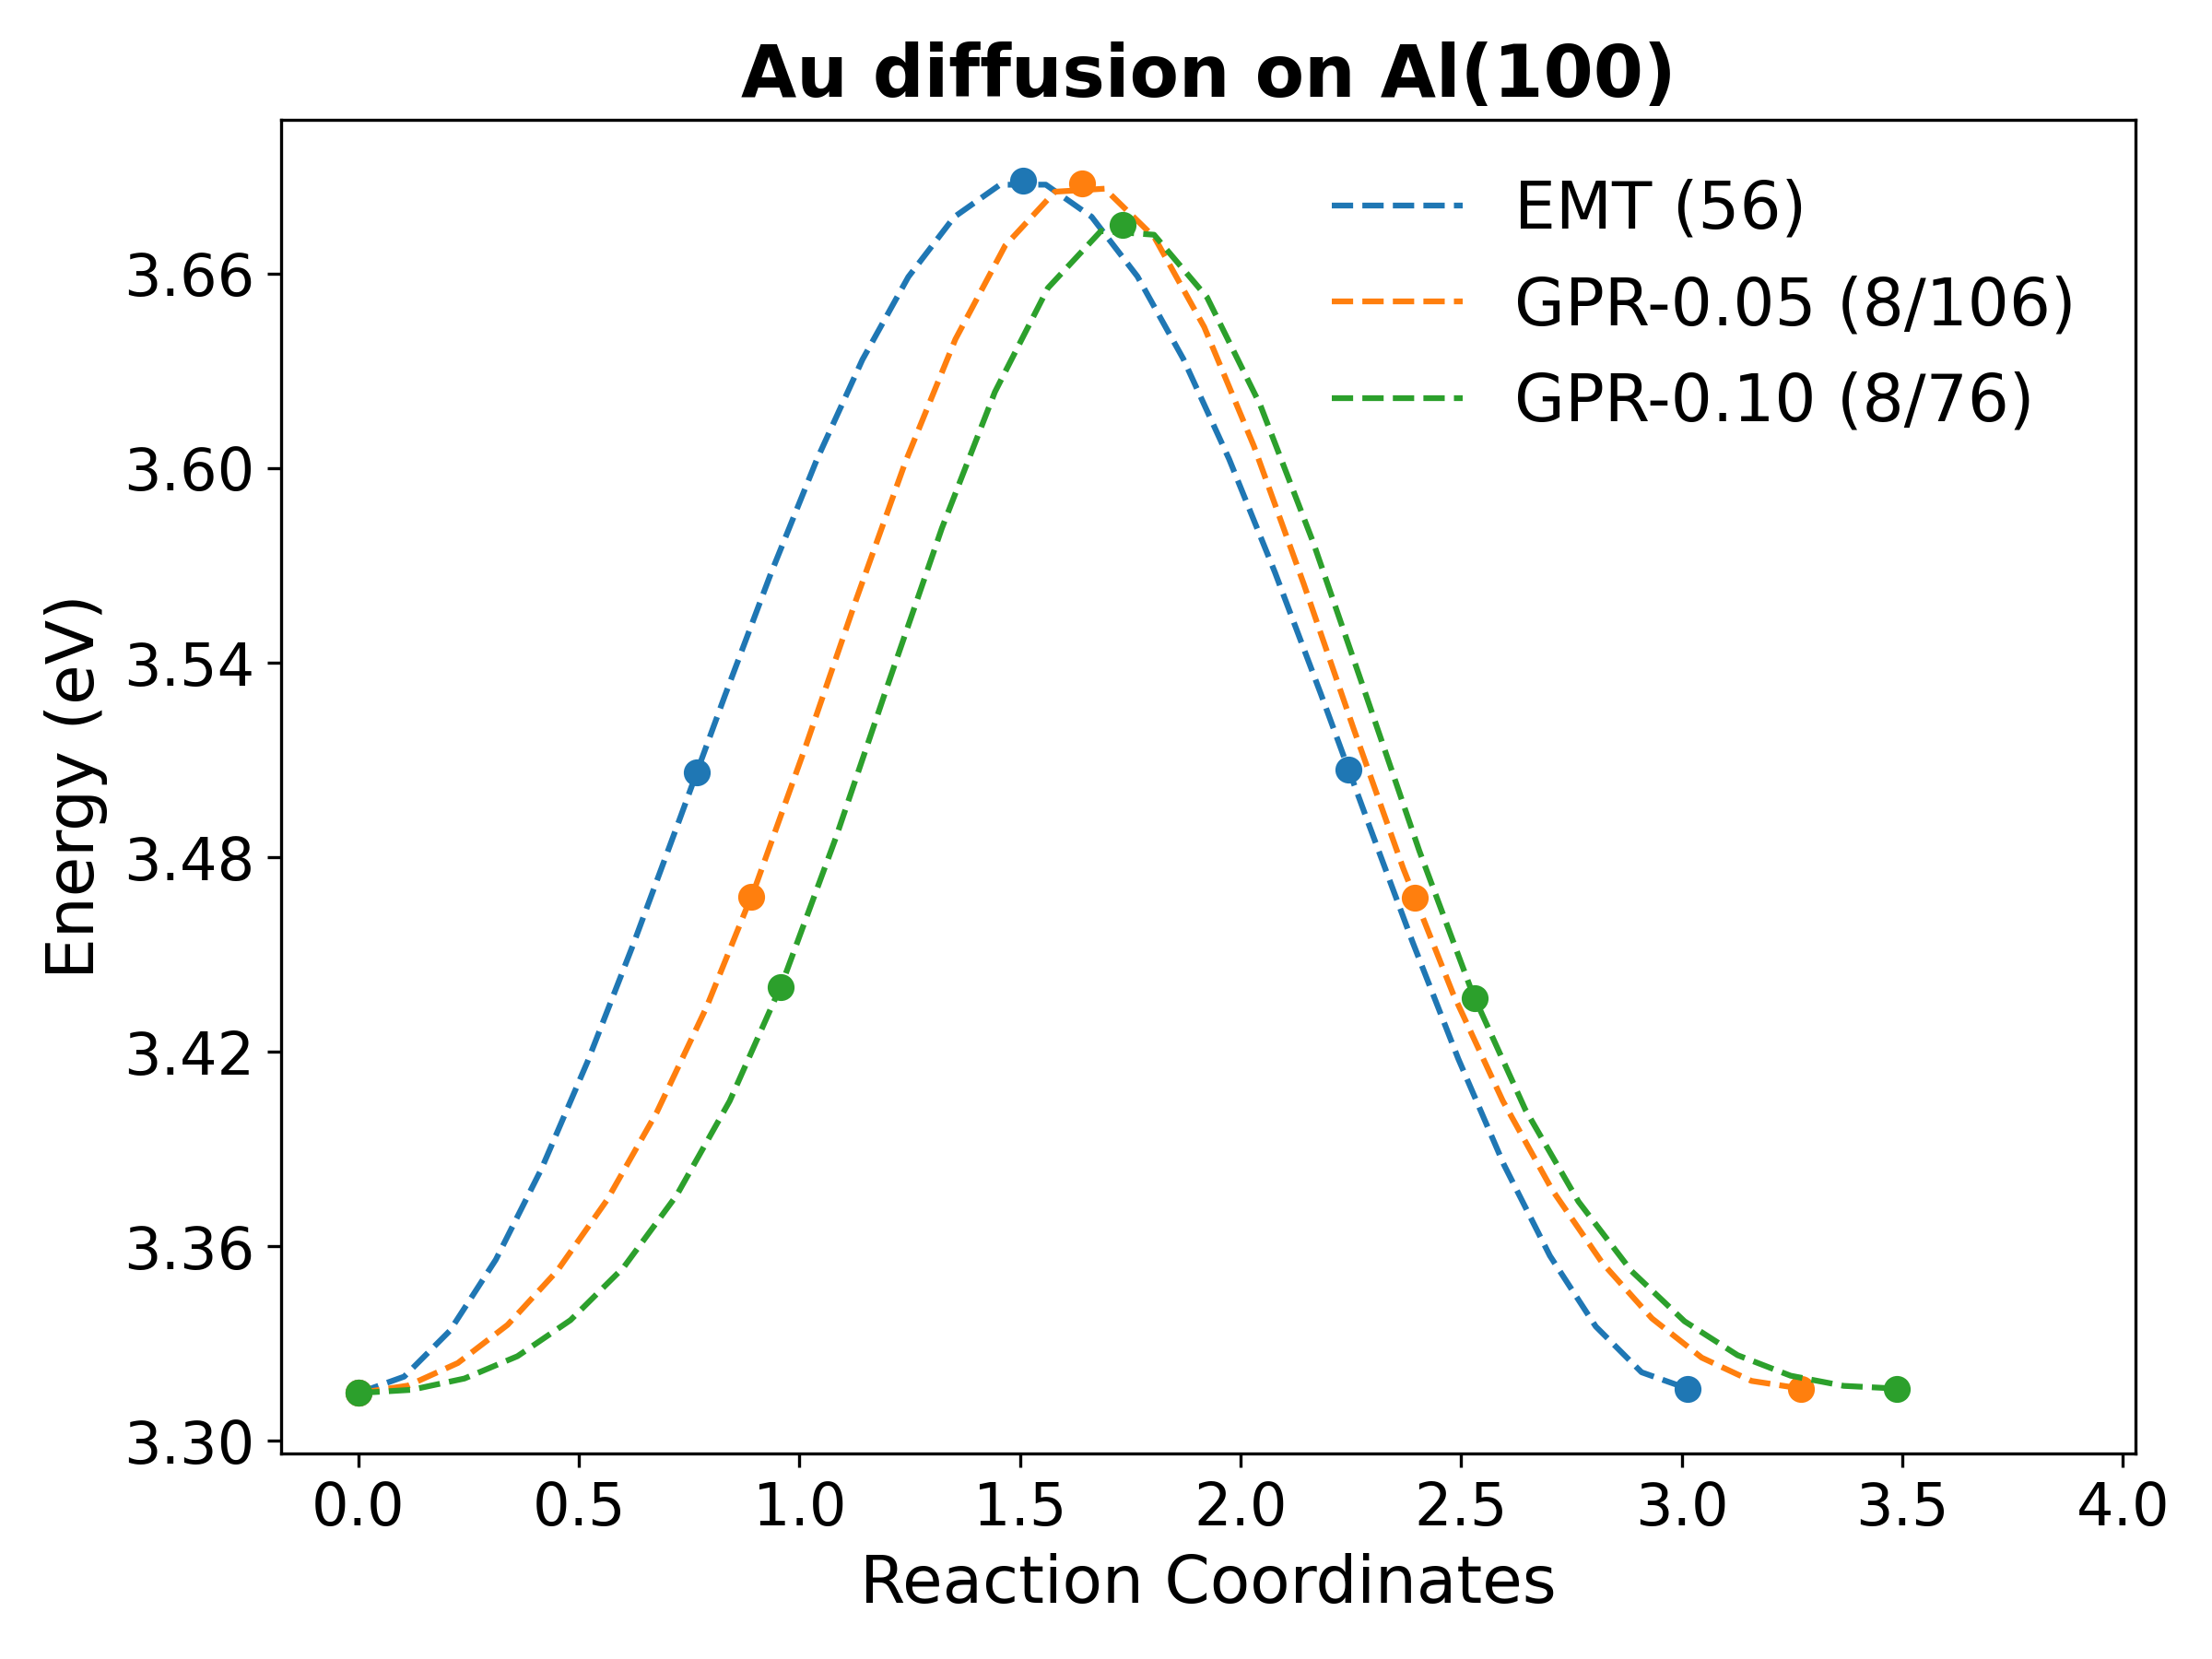 Au diffusion on Al(100)
EMT (56)
GPR-0.05 (8/106)
GPR-0.10 (8/76)
Energy (eV)
3.66
3.60
3.54
3.48
3.42
3.36
3.30
0.0 0.5 1.0 1.5 2.0 2.5 3.0 3.5 4.0
Reaction Coordinates